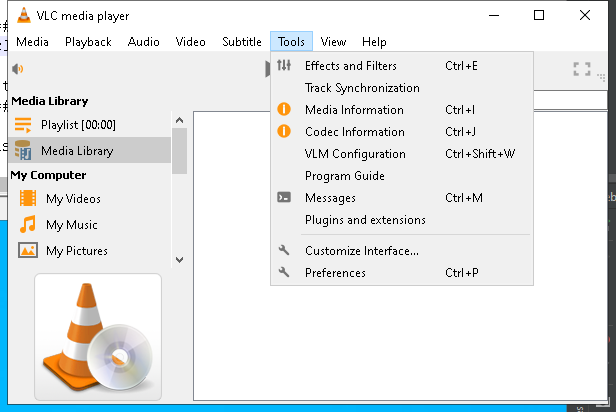 VLC media player
Media Playback Audio Video Subtitle Tools View Help
Effects and Filters Ctrl+E
Track Synchronization
Media Information Ctrl+I
Codec Information Ctrl+J
VLM Configuration Ctrl+Shift+W
Program Guide
Messages Ctrl+M
Plugins and extensions
Customize Interface...
Preferences Ctrl+P
Media Library
Playlist [00:00]
Media Library
My Computer
My Videos
My Music
My Pictures